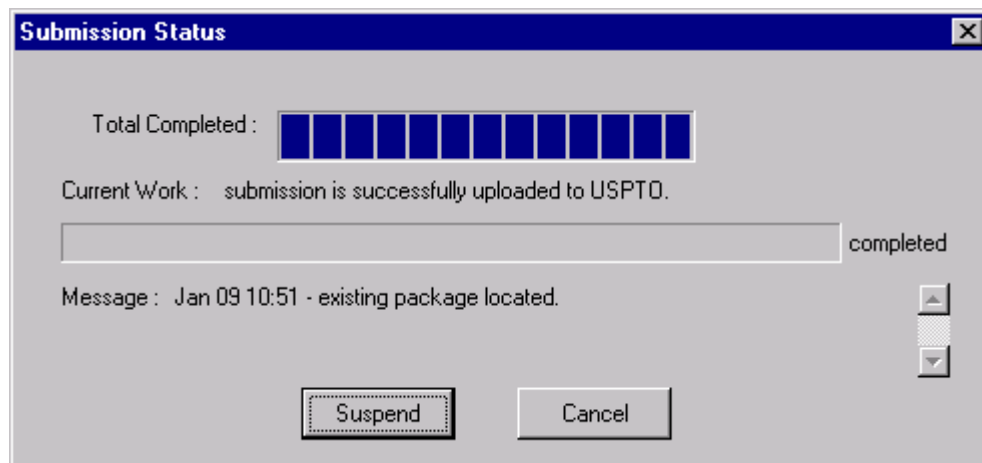 Submission Status
Total Completed :
Current Work : submission is successfully uploaded to USPTO.
completed
Message : Jan 09 10:51 - existing package located.
Suspend Cancel